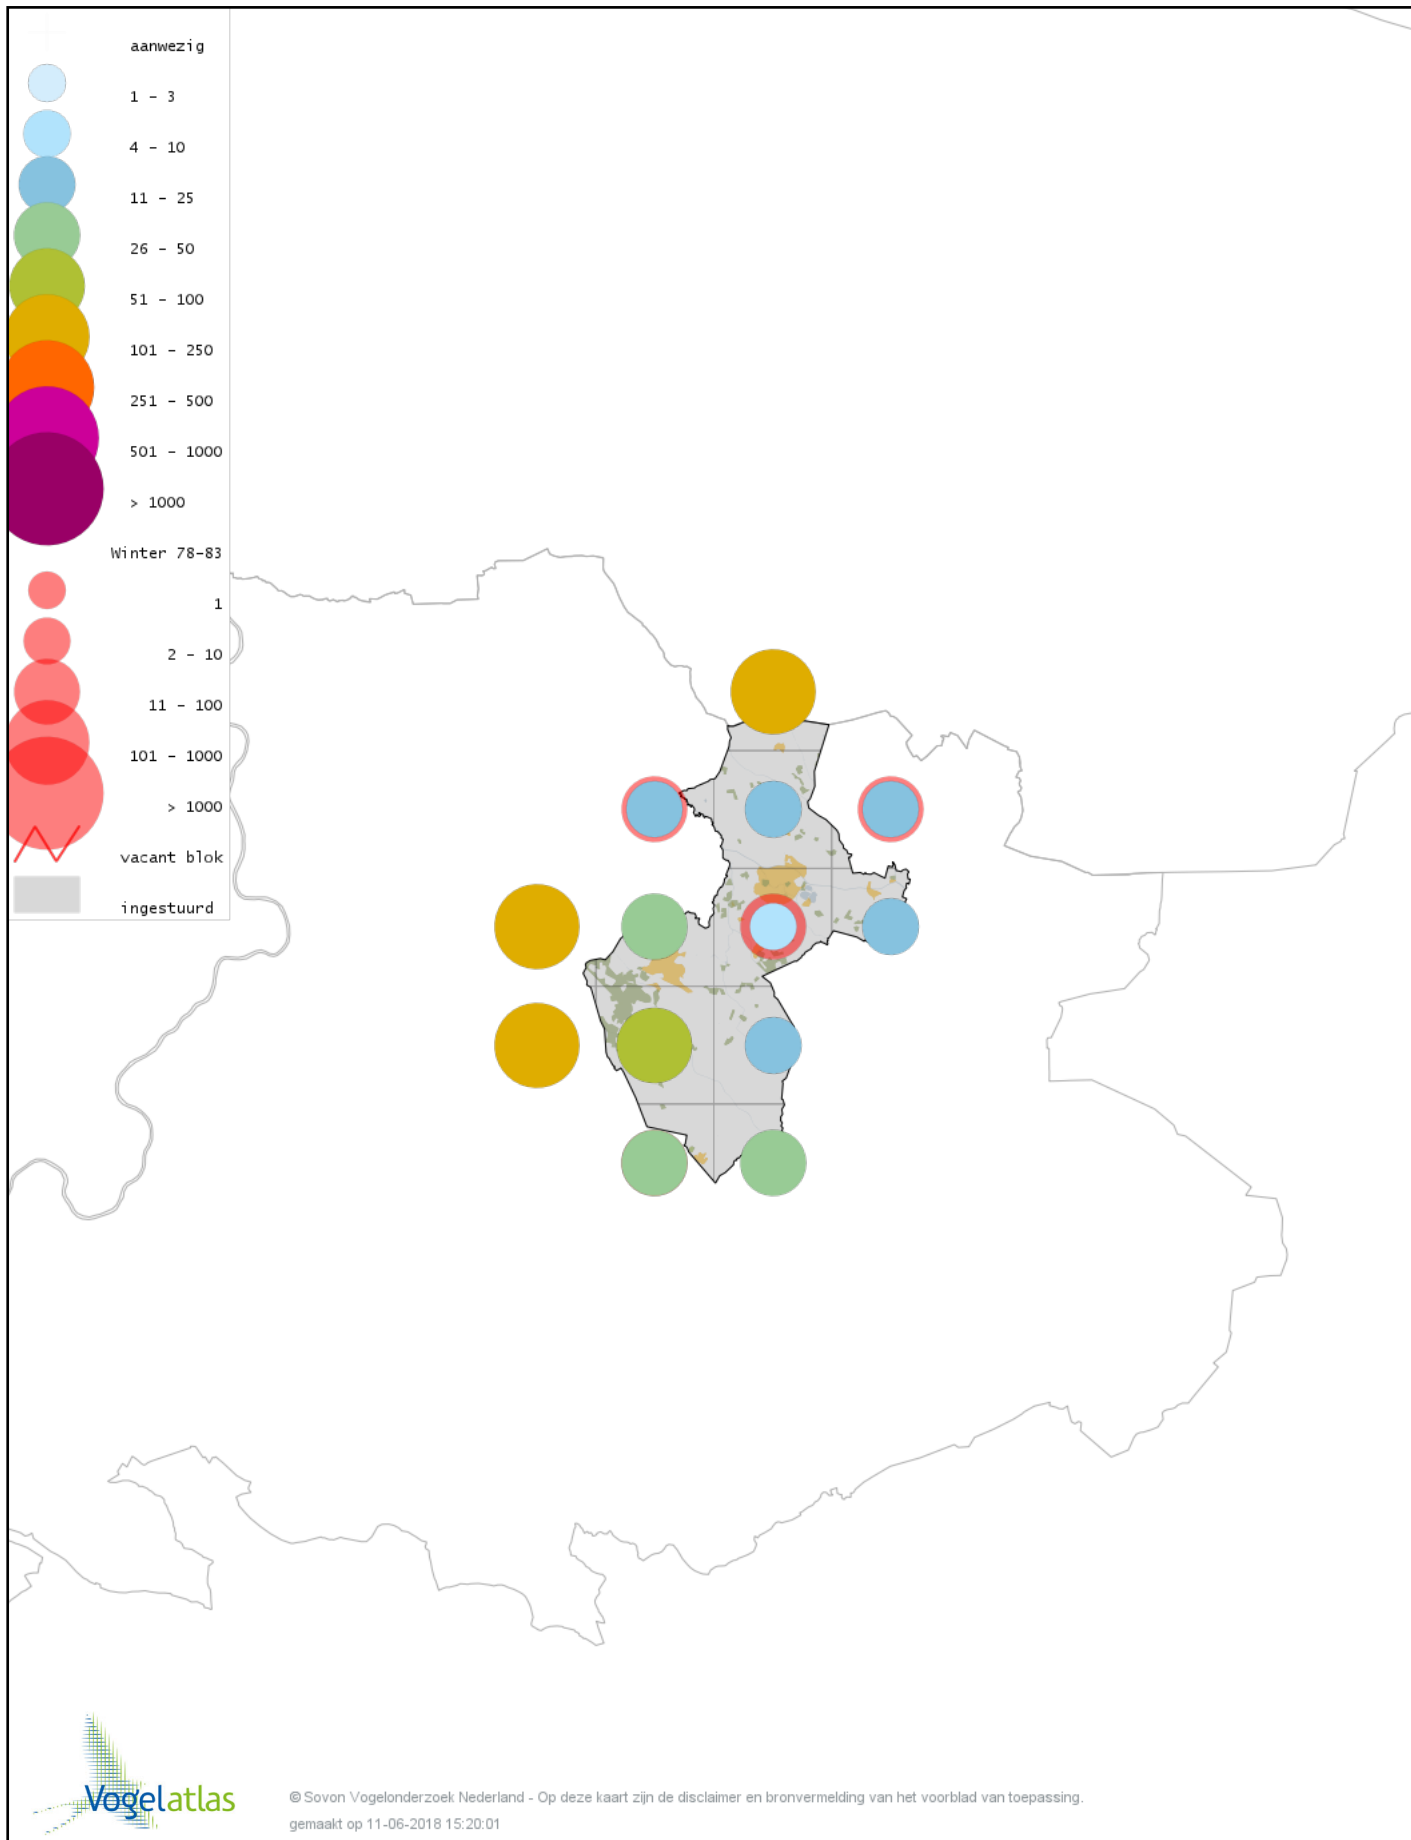 aanwezig
1 - 3
4 - 10
11 - 25
26 - 50
51 - 100
101 - 250
251 - 500
501 - 1000
> 1000
Winter 78-83
1
2 - 10
11 - 100
101 - 1000
> 1000
vacant blok
ingestuurd
Vogelatlas
© Sovon Vogelonderzoek Nederland - Op deze kaart zijn de disclaimer en bronvermelding van het voorblad van toepassing.
gemaakt op 11-06-2018 15:20:01